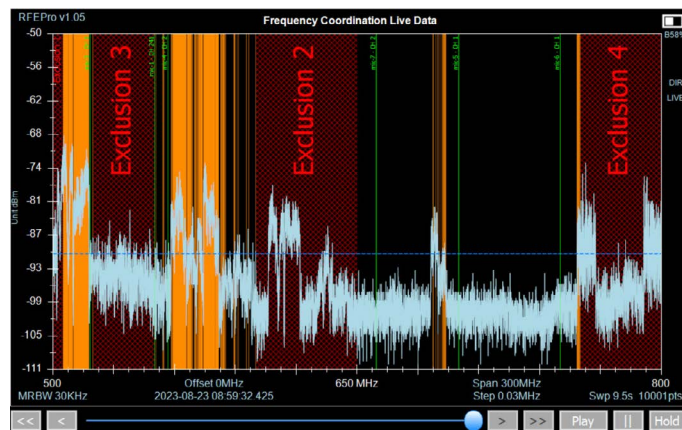 RFEPro v1.05
Frequency Coordination Live Data
B58%
DIR
LIVE
-50
-56
-62
-68
-74
-81
-87
-93
-99
-105
-111
Exclusion 3
Exclusion 2
Exclusion 4
500
Offset 0MHz
650 MHz
Span 300MHz
800
MRBW 30KHz
2023-08-23 08:59:32 425
Step 0.03MHz
Swp 9.5s
10001pts
<<
<
>
>>
Play
||
Hold